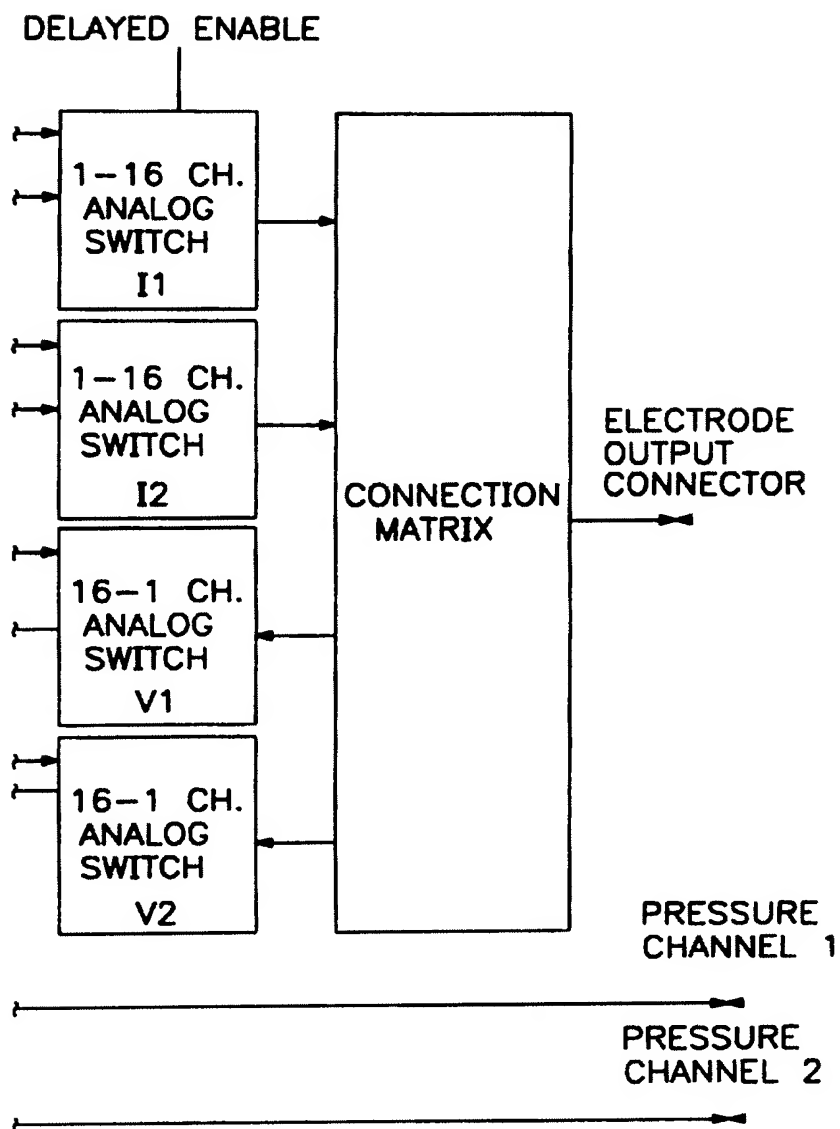 DELAYED ENABLE
1-16 CH.
ANALOG
SWITCH
I1
1-16 CH.
ANALOG
SWITCH
I2
16-1 CH.
ANALOG
SWITCH
V1
16-1 CH.
ANALOG
SWITCH
V2
CONNECTION
MATRIX
ELECTRODE
OUTPUT
CONNECTOR
PRESSURE
CHANNEL 1
PRESSURE
CHANNEL 2